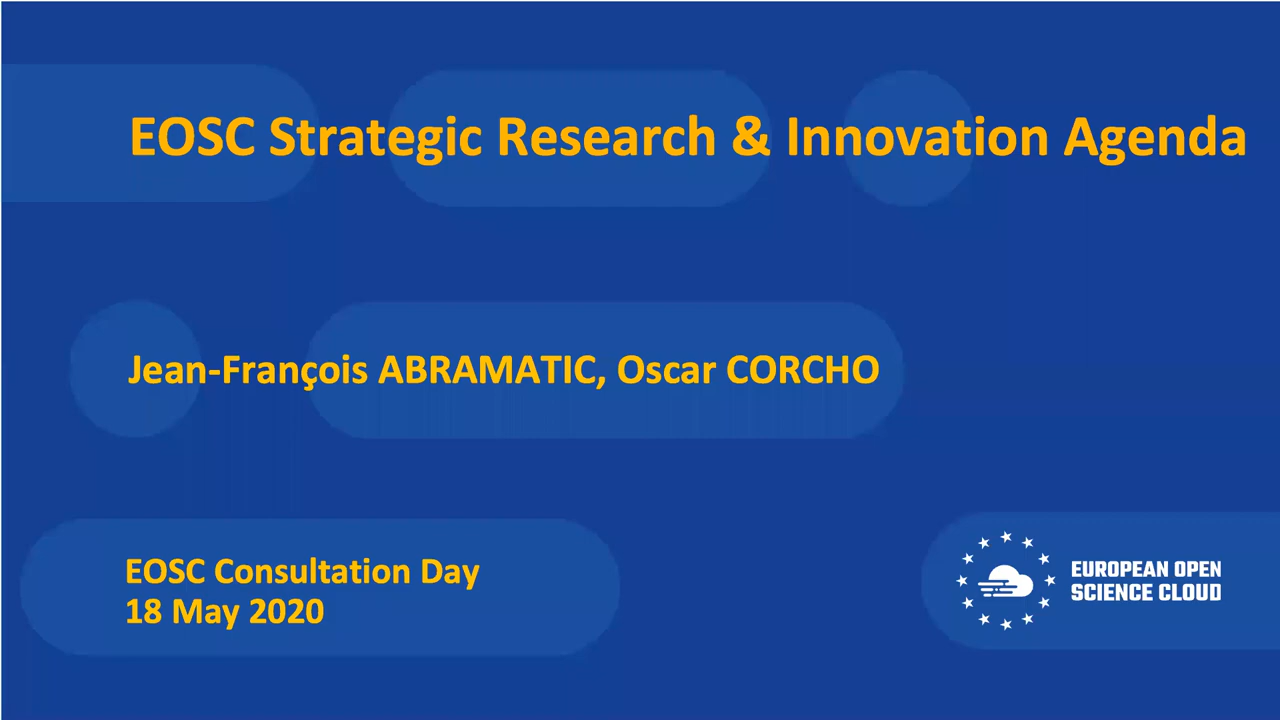 EOSC Strategic Research & Innovation Agenda
Jean-François ABRAMATIC, Oscar CORCHO
EOSC Consultation Day
18 May 2020
EUROPEAN OPEN
SCIENCE CLOUD